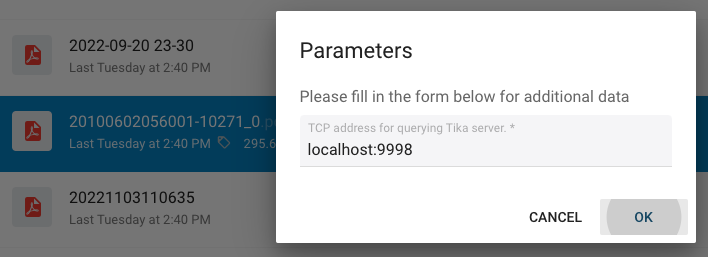 2022-09-20 23-30
Last Tuesday at 2:40 PM
20100602056001-10271_0.p
Last Tuesday at 2:40 PM 295.6
20221103110635
Last Tuesday at 2:40 PM
Parameters
Please fill in the form below for additional data
TCP address for querying Tika server. *
localhost:9998
CANCEL OK